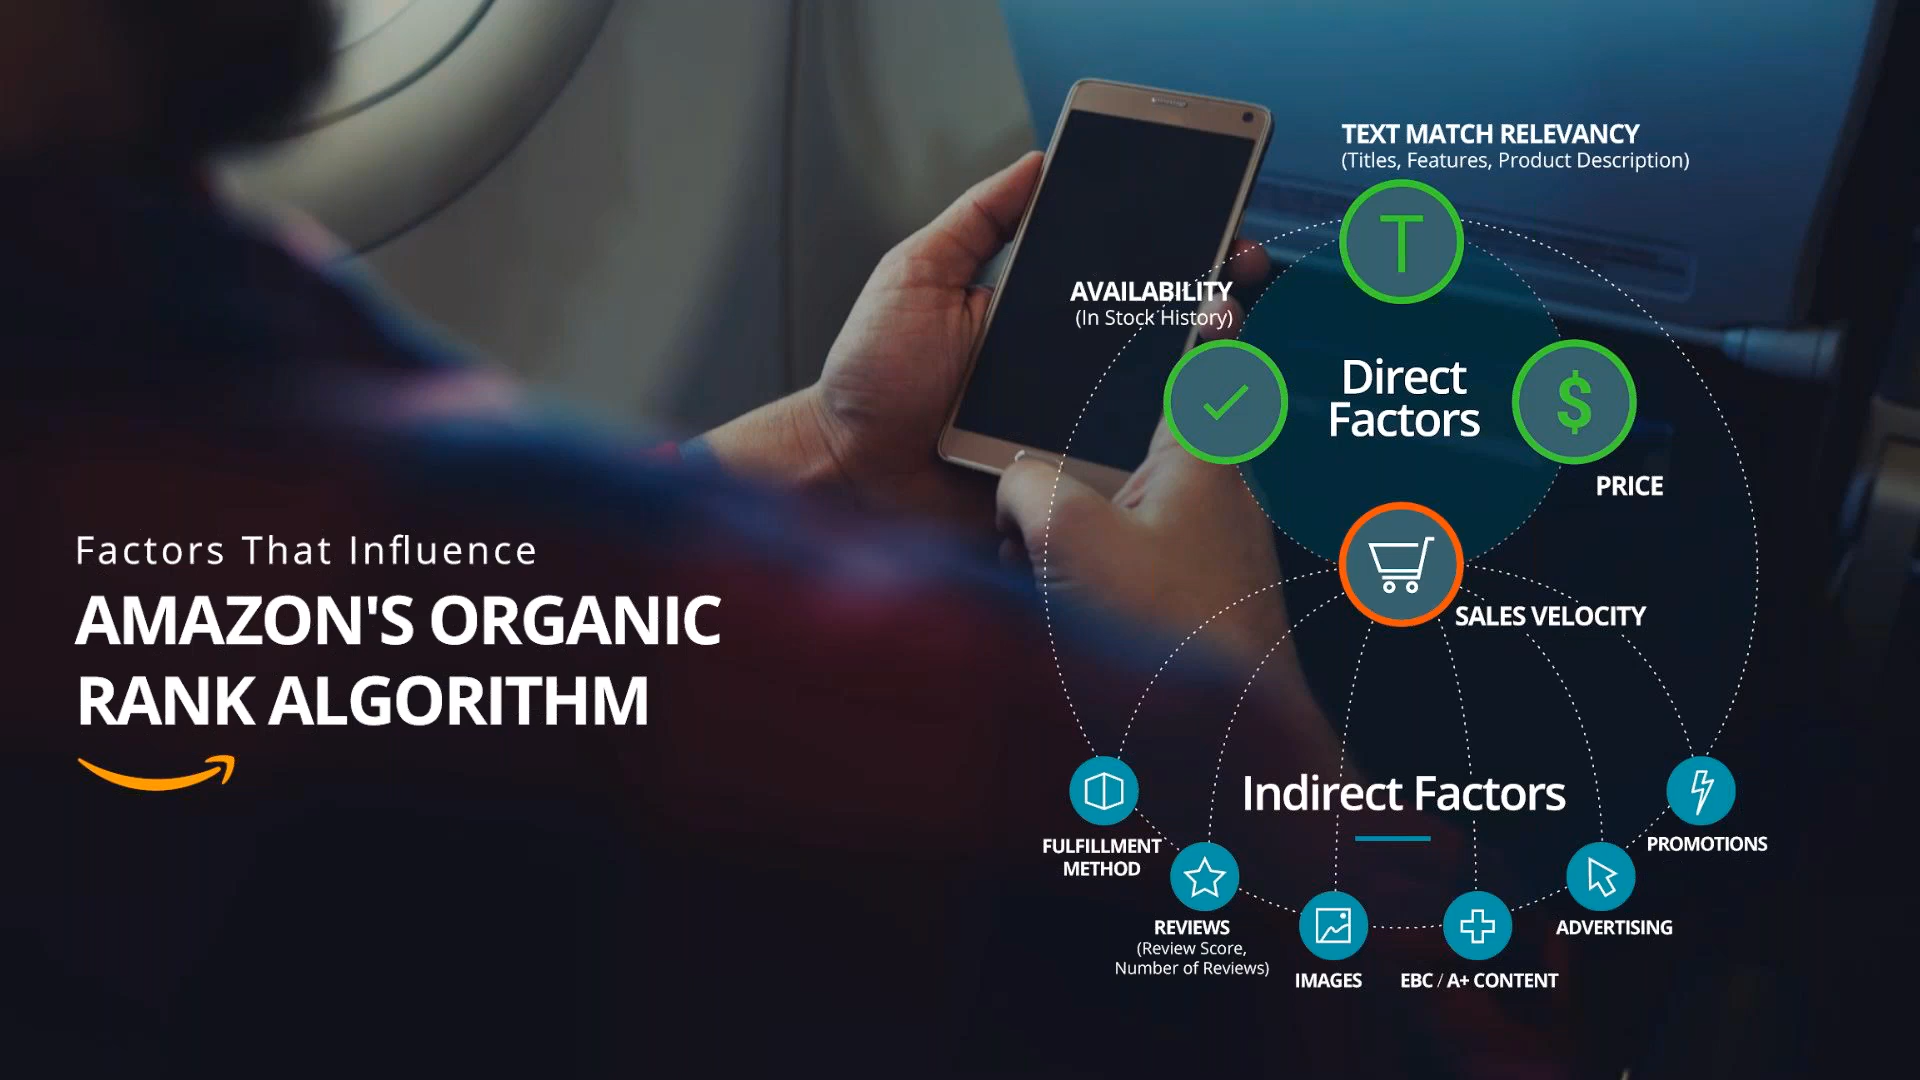 Factors That Influence
AMAZON'S ORGANIC
RANK ALGORITHM
TEXT MATCH RELEVANCY
(Titles, Features, Product Description)
T
AVAILABILITY
(In Stock History)
Direct
Factors
$
PRICE
SALES VELOCITY
Indirect Factors
FULFILLMENT
METHOD
REVIEWS
(Review Score,
Number of Reviews)
IMAGES
EBC / A+ CONTENT
ADVERTISING
PROMOTIONS